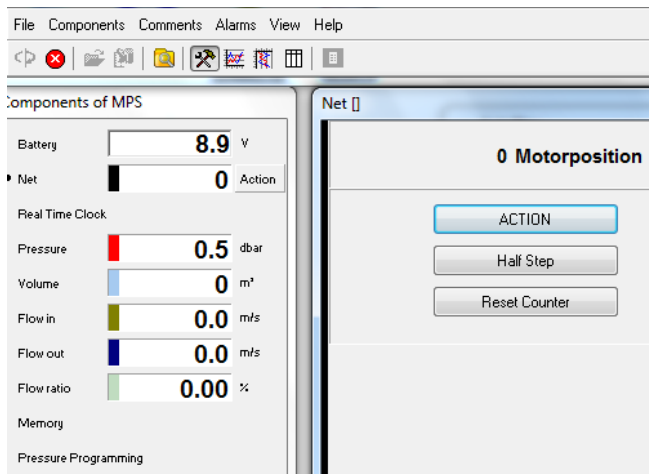 File Components Comments Alarms View Help
Components of MPS
Battery 8.9 V
Net 0 Action
Real Time Clock
Pressure 0.5 dbar
Volume 0 m³
Flow in 0.0 m/s
Flow out 0.0 m/s
Flow ratio 0.00 %
Memory
Pressure Programming
Net []
0 Motorposition
ACTION
Half Step
Reset Counter